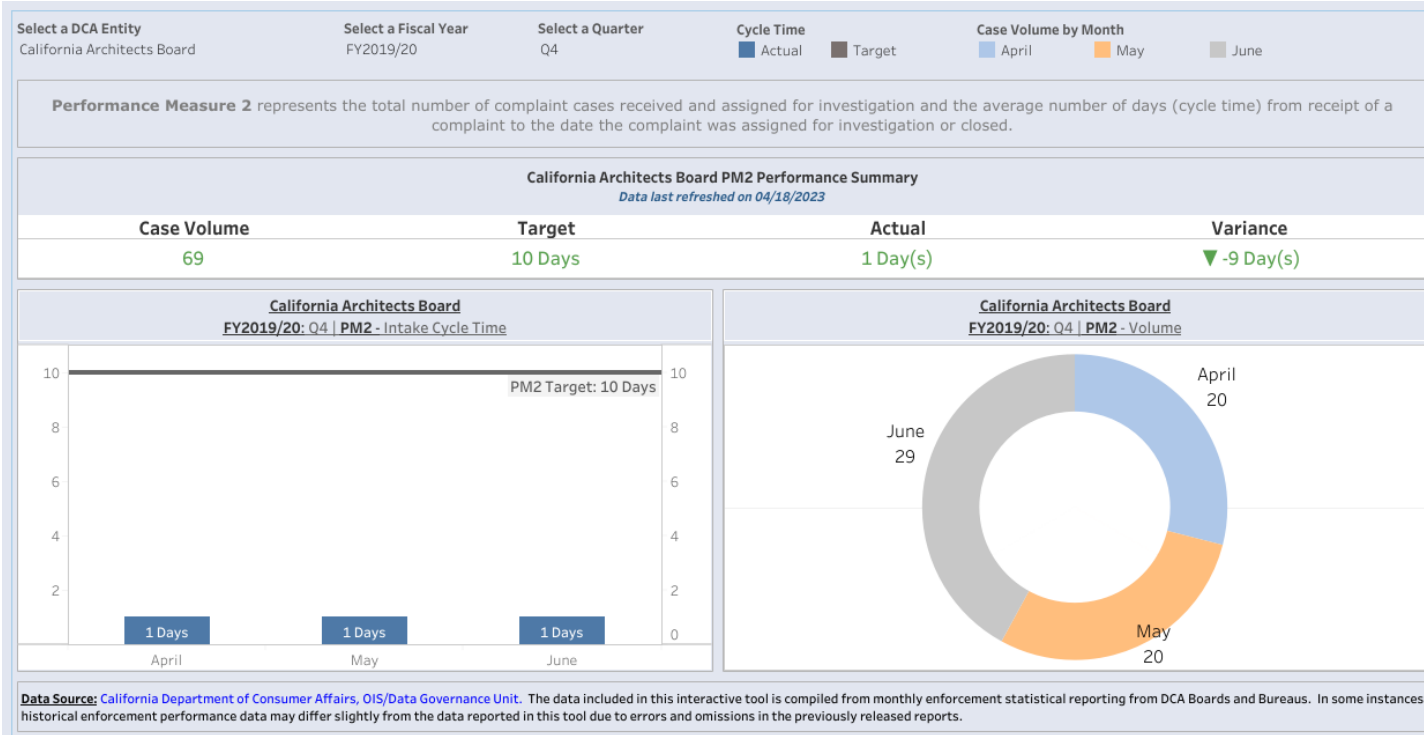 Select a DCA Entity
California Architects Board
Select a Fiscal Year
FY2019/20
Select a Quarter
Q4
Cycle Time
Actual
Target
Case Volume by Month
April
May
June
Performance Measure 2 represents the total number of complaint cases received and assigned for investigation and the average number of days (cycle time) from receipt of a
complaint to the date the complaint was assigned for investigation or closed.
California Architects Board PM2 Performance Summary
Data last refreshed on 04/18/2023
Case Volume
Target
Actual
Variance
69
10 Days
1 Day(s)
▼ -9 Day(s)
California Architects Board
FY2019/20: Q4 | PM2 - Intake Cycle Time
10
8
6
4
2
PM2 Target: 10 Days
10
8
6
4
2
0
1 Days
1 Days
1 Days
April
May
June
California Architects Board
FY2019/20: Q4 | PM2 - Volume
April
20
June
29
May
20
Data Source: California Department of Consumer Affairs, OIS/Data Governance Unit. The data included in this interactive tool is compiled from monthly enforcement statistical reporting from DCA Boards and Bureaus. In some instances
historical enforcement performance data may differ slightly from the data reported in this tool due to errors and omissions in the previously released reports.